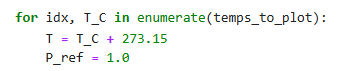 for idx, T_C in enumerate(temps_to_plot):
    T = T_C + 273.15
    P_ref = 1.0